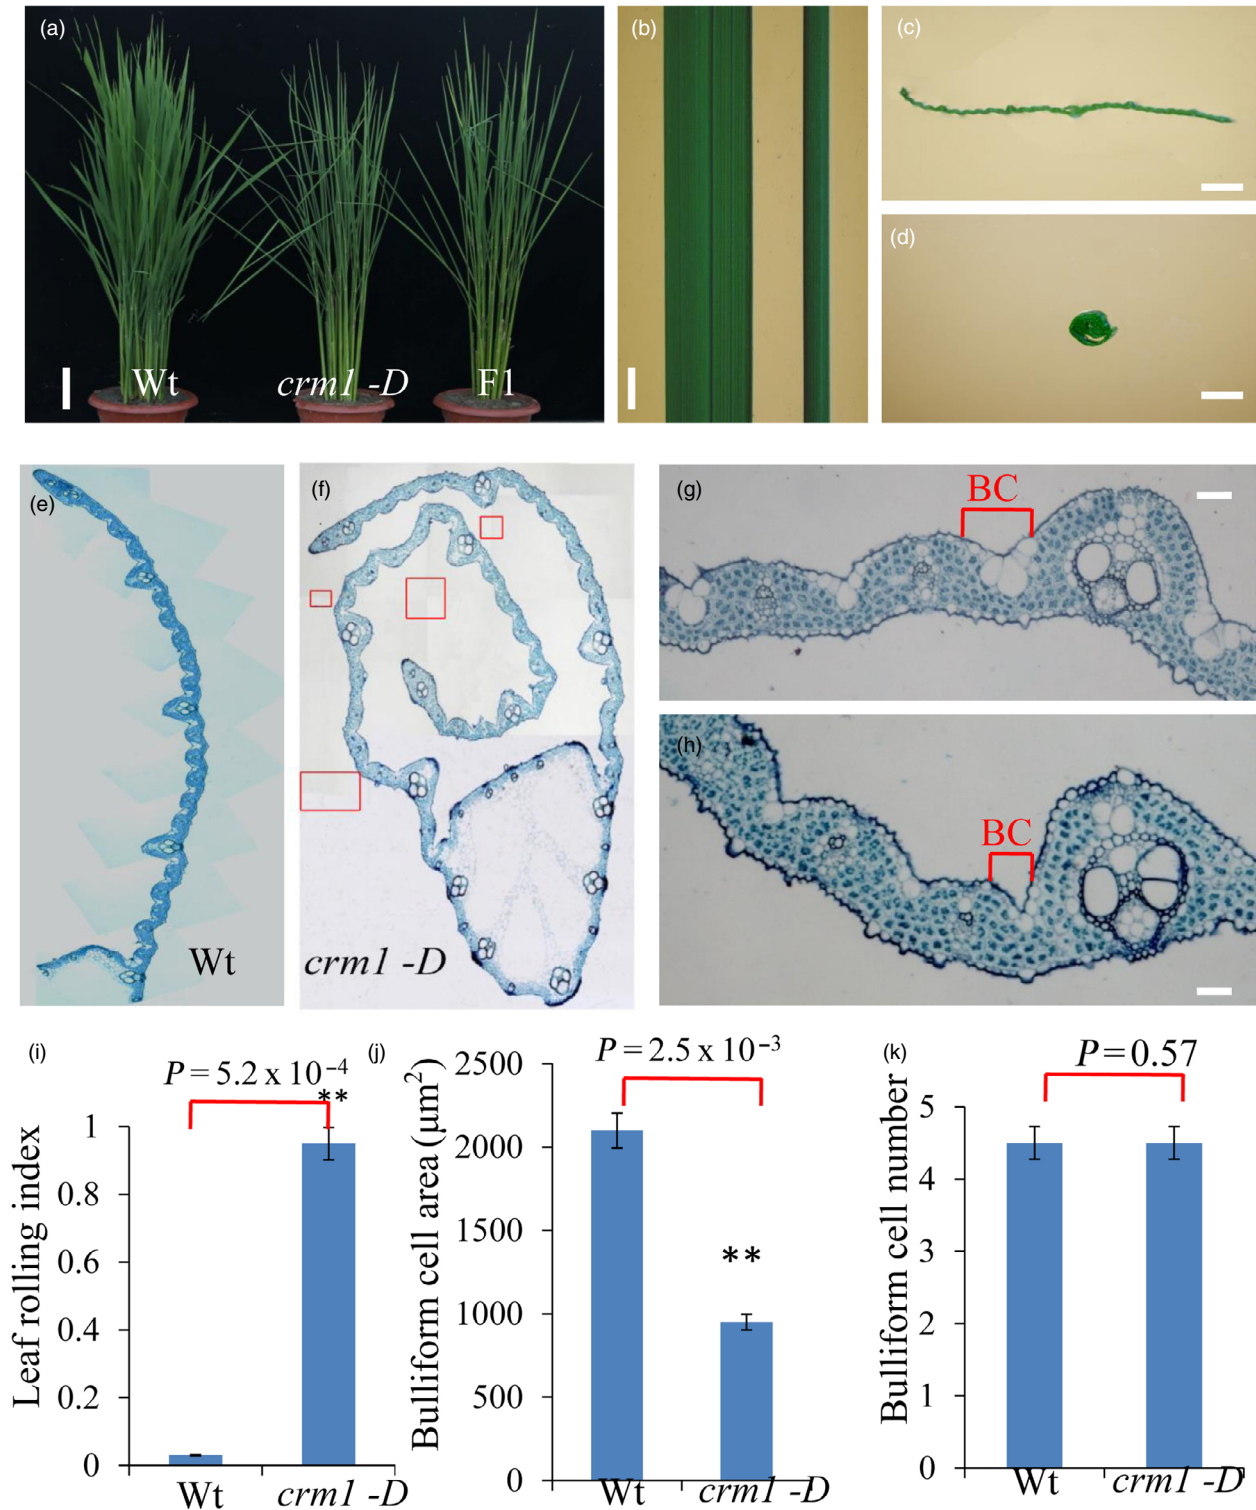 (a)
Wt
crm1 -D
F1
(b)
(c)
(d)
(e)
Wt
(f)
crm1 -D
(g)
BC
(h)
BC
(i)
P = 5.2 x 10⁻⁴
**
Leaf rolling index
1
0.8
0.6
0.4
0.2
0
Wt
crm1 -D
(j)
P = 2.5 x 10⁻³
**
Bulliform cell area (µm²)
2500
2000
1500
1000
500
0
Wt
crm1 -D
(k)
P = 0.57
Bulliform cell number
5
4
3
2
1
0
Wt
crm1 -D